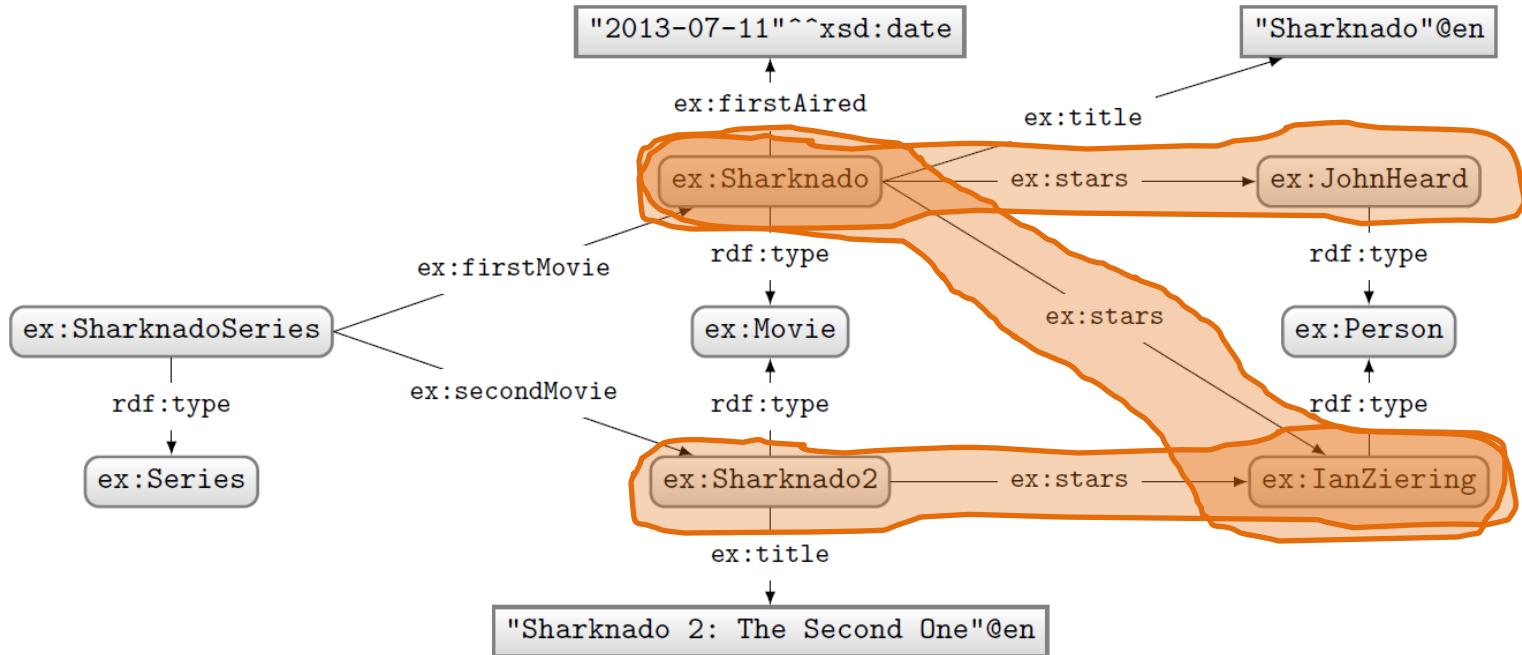 "2013-07-11"^^xsd:date
"Sharknado"@en
ex:firstAired
ex:title
ex:Sharknado
ex:stars
ex:JohnHeard
rdf:type
rdf:type
ex:firstMovie
ex:SharknadoSeries
ex:Movie
ex:stars
ex:Person
ex:secondMovie
rdf:type
rdf:type
rdf:type
ex:Series
ex:Sharknado2
ex:stars
ex:IanZiering
ex:title
"Sharknado 2: The Second One"@en